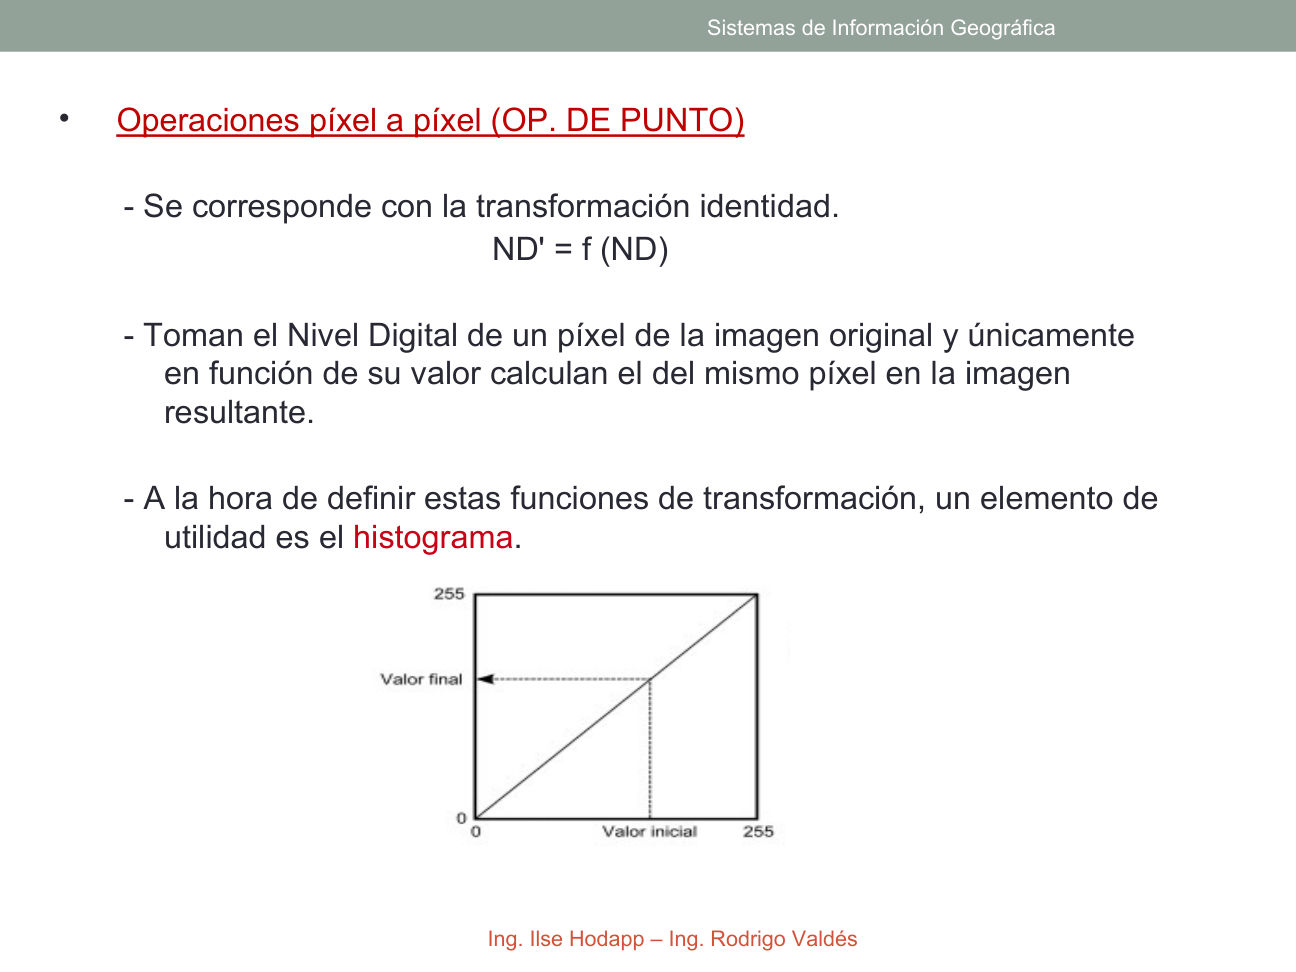 Sistemas de Información Geográfica
• Operaciones píxel a píxel (OP. DE PUNTO)
- Se corresponde con la transformación identidad.
ND' = f (ND)
- Toman el Nivel Digital de un píxel de la imagen original y únicamente
en función de su valor calculan el del mismo píxel en la imagen
resultante.
- A la hora de definir estas funciones de transformación, un elemento de
utilidad es el histograma.
255
Valor final
0
0 Valor inicial 255
Ing. Ilse Hodapp – Ing. Rodrigo Valdés